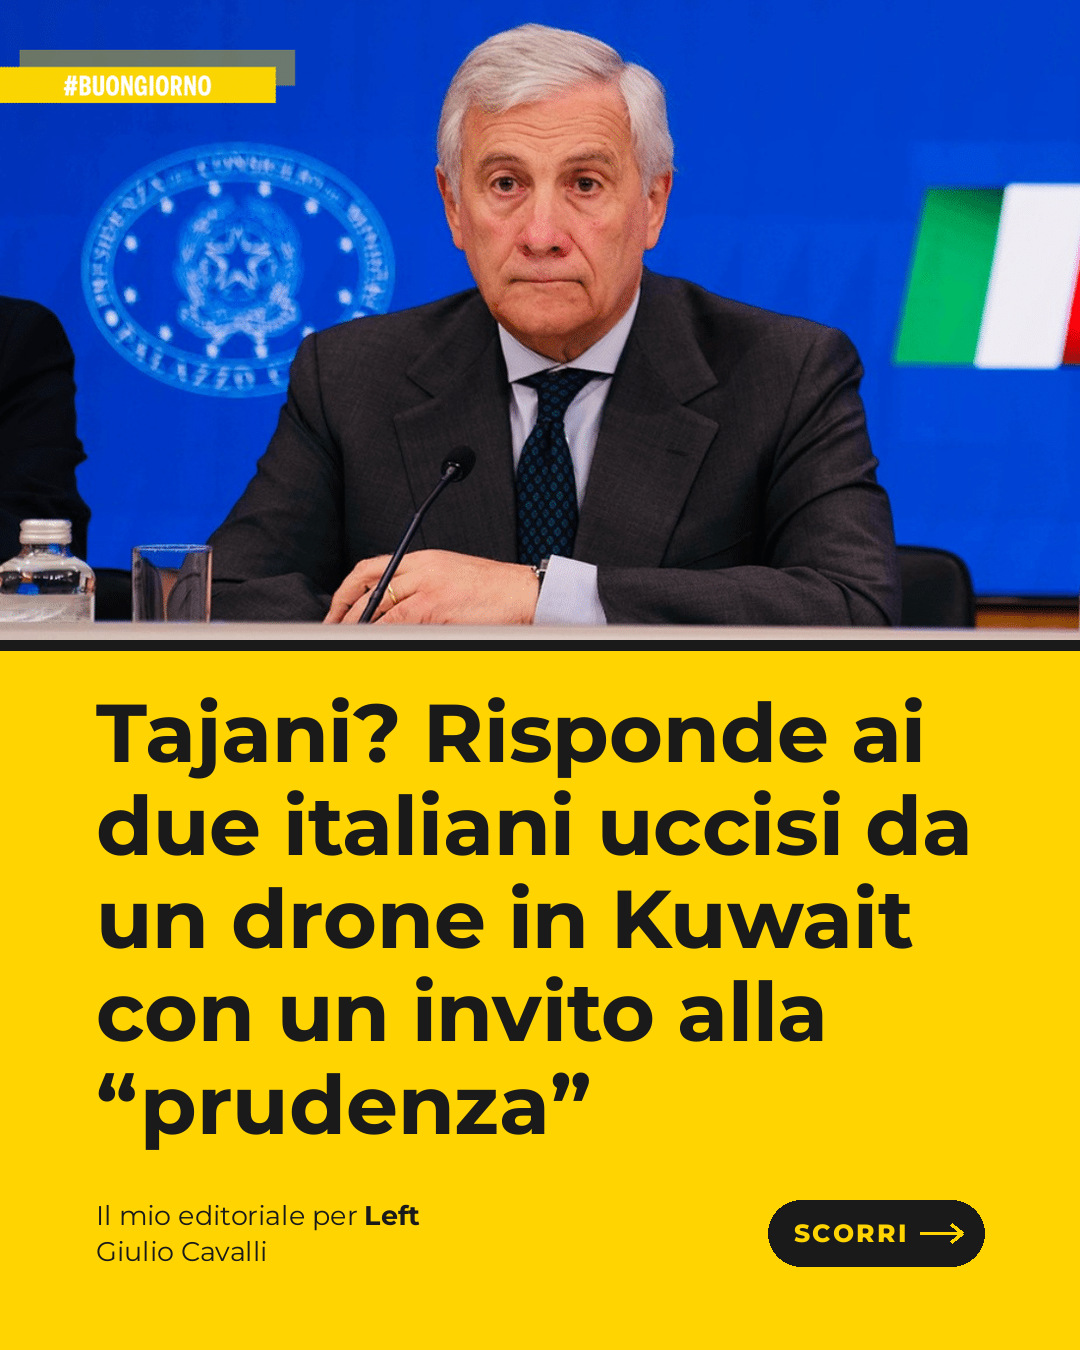 #BUONGIORNO
Tajani? Risponde ai
due italiani uccisi da
un drone in Kuwait
con un invito alla
“prudenza”
Il mio editoriale per Left
Giulio Cavalli
SCORRI